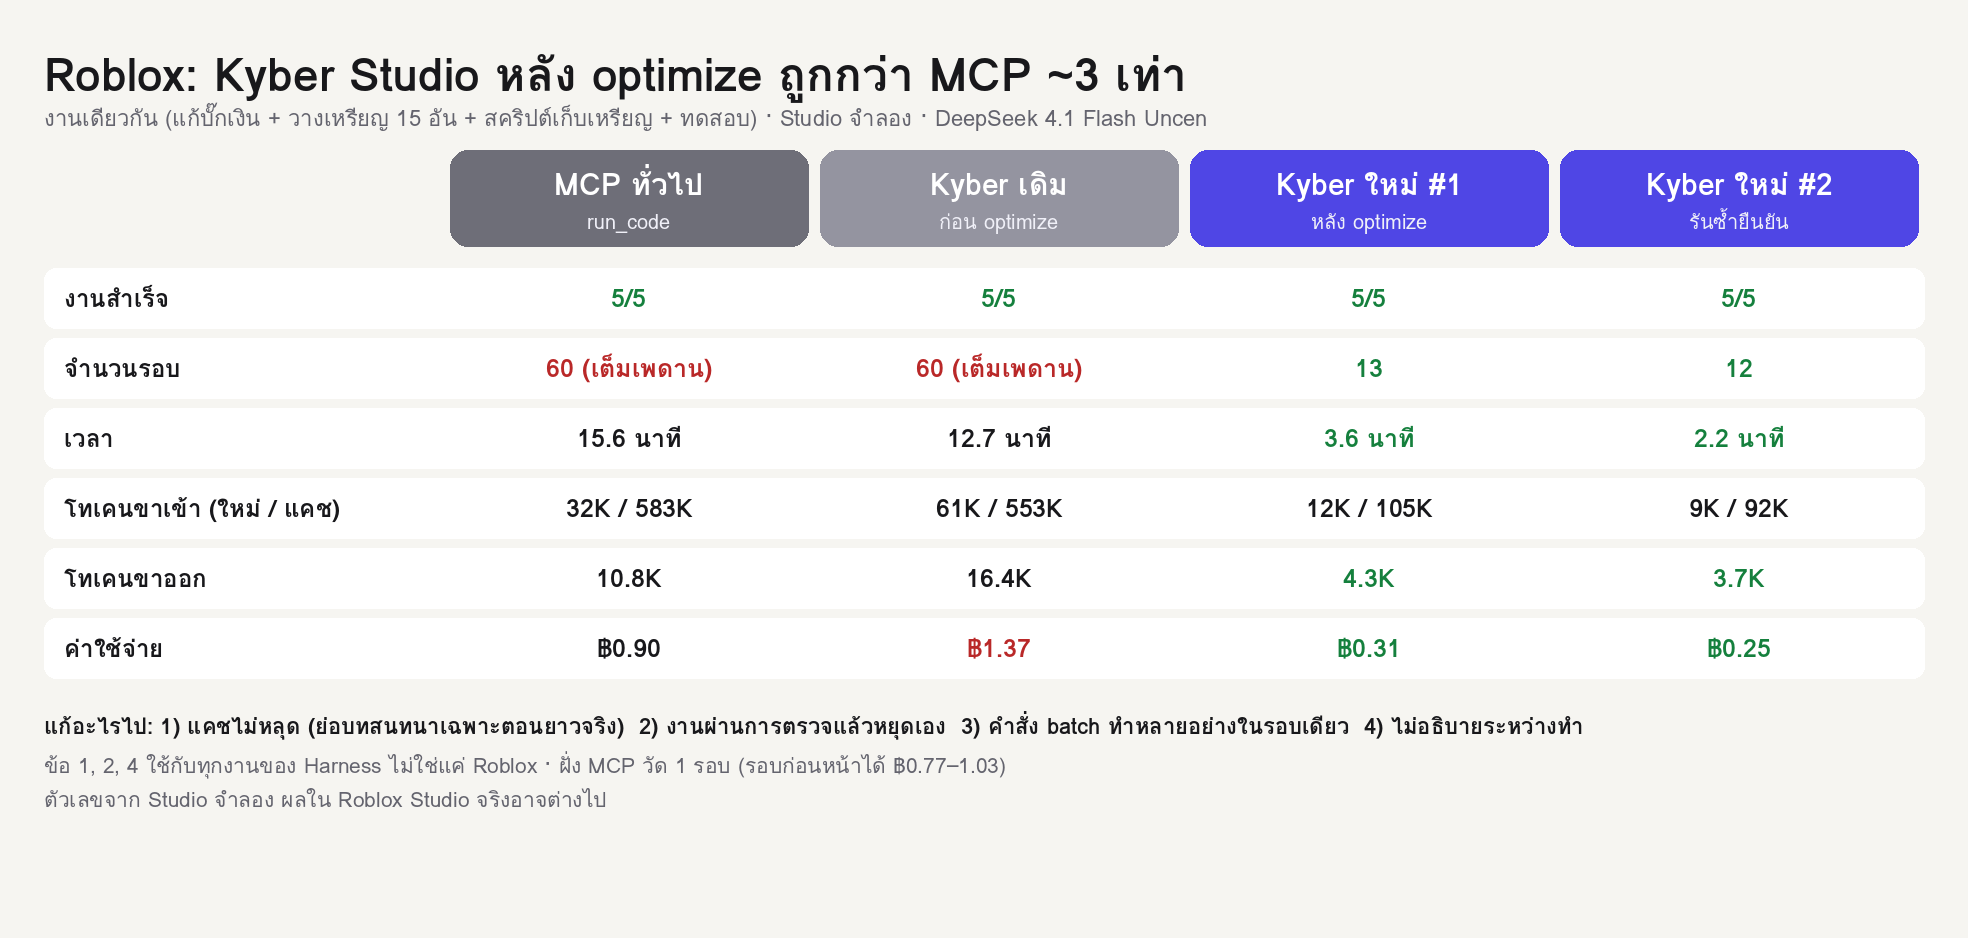 Roblox: Kyber Studio หลัง optimize ถูกกว่า MCP ~3 เท่า
งานเดียวกัน (แก้บั๊กเงิน + วางเหรียญ 15 อัน + สคริปต์เก็บเหรียญ + ทดสอบ) · Studio จำลอง · DeepSeek 4.1 Flash Uncen
MCP ทั่วไป Kyber เดิม Kyber ใหม่ #1 Kyber ใหม่ #2
run_code ก่อน optimize หลัง optimize รันซ้ำยืนยัน
งานสำเร็จ 5/5 5/5 5/5 5/5
จำนวนรอบ 60 (เต็มเพดาน) 60 (เต็มเพดาน) 13 12
เวลา 15.6 นาที 12.7 นาที 3.6 นาที 2.2 นาที
โทเคนขาเข้า (ใหม่ / แคช) 32K / 583K 61K / 553K 12K / 105K 9K / 92K
โทเคนขาออก 10.8K 16.4K 4.3K 3.7K
ค่าใช้จ่าย ฿0.90 ฿1.37 ฿0.31 ฿0.25
แก้อะไรไป: 1) แคชไม่หลุด (ย่อบทสนทนาเฉพาะตอนยาวจริง) 2) งานผ่านการตรวจแล้วหยุดเอง 3) คำสั่ง batch ทำหลายอย่างในรอบเดียว 4) ไม่อธิบายระหว่างทำ
ข้อ 1, 2, 4 ใช้กับทุกงานของ Harness ไม่ใช่แค่ Roblox · ฝั่ง MCP วัด 1 รอบ (รอบก่อนหน้าได้ ฿0.77–1.03)
ตัวเลขจาก Studio จำลอง ผลใน Roblox Studio จริงอาจต่างไป